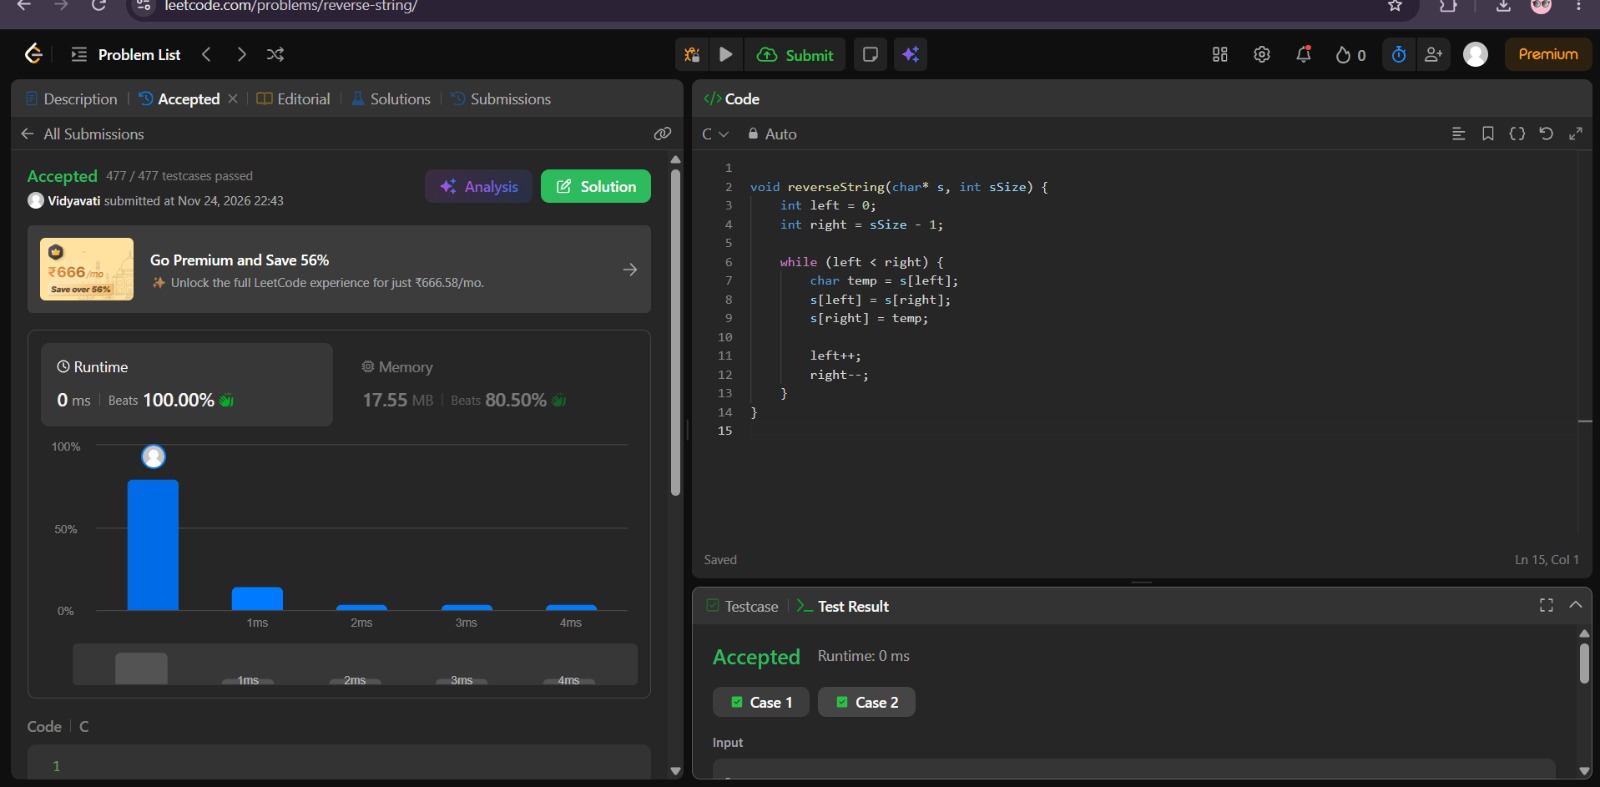 leetcode.com/problems/reverse-string/
Problem List
Submit
0
Premium
Description
Accepted
Editorial
Solutions
Submissions
All Submissions
Accepted 477 / 477 testcases passed
Vidyavati submitted at Nov 24, 2026 22:43
Analysis
Solution
₹666/mo
Save over 56%
Go Premium and Save 56%
✨ Unlock the full LeetCode experience for just ₹666.58/mo.
Runtime
0 ms | Beats 100.00%
Memory
17.55 MB | Beats 80.50%
100%
50%
0%
1ms 2ms 3ms 4ms
1ms 2ms 3ms 4ms
Code | C
1
</> Code
C
Auto
1
2 void reverseString(char* s, int sSize) {
3 int left = 0;
4 int right = sSize - 1;
5
6 while (left < right) {
7 char temp = s[left];
8 s[left] = s[right];
9 s[right] = temp;
10
11 left++;
12 right--;
13 }
14 }
15
Saved
Ln 15, Col 1
Testcase
Test Result
Accepted Runtime: 0 ms
Case 1
Case 2
Input